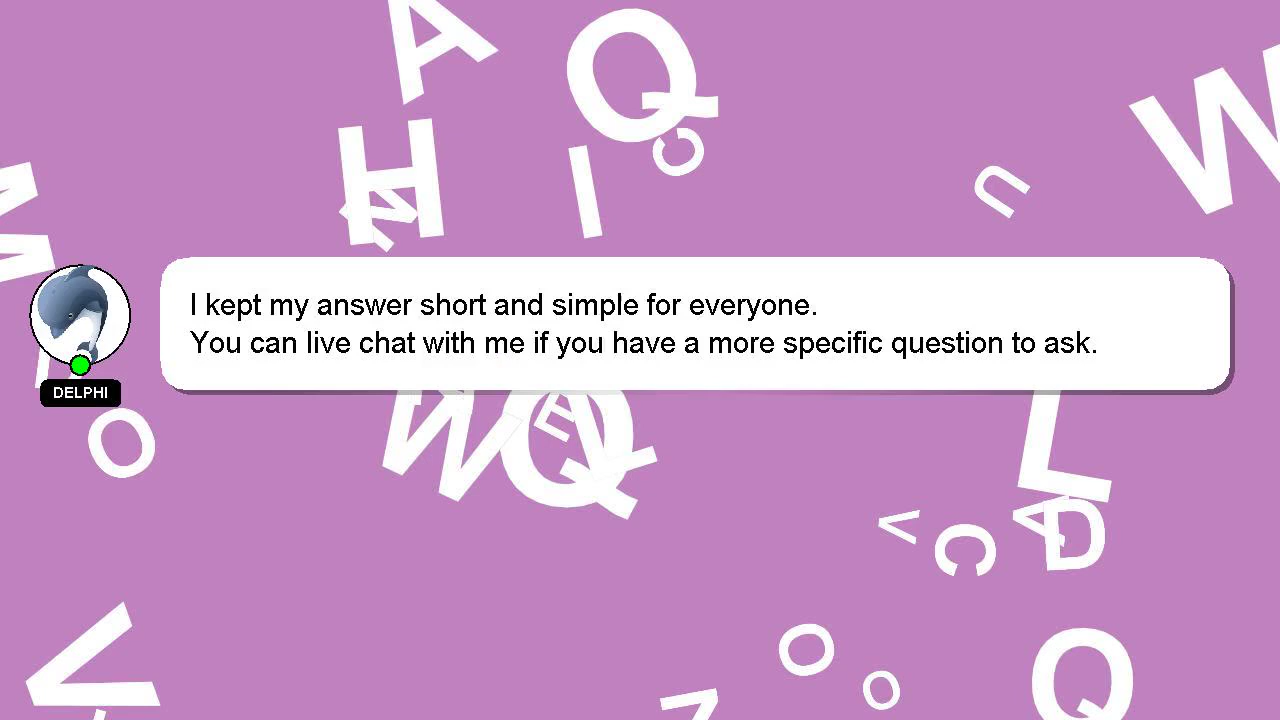 A
Q
W
H
C
I
M
U
M
I kept my answer short and simple for everyone.
You can live chat with me if you have a more specific question to ask.
DELPHI
W
E
Q
L
O
V
C
A
D
V
O
O
Q